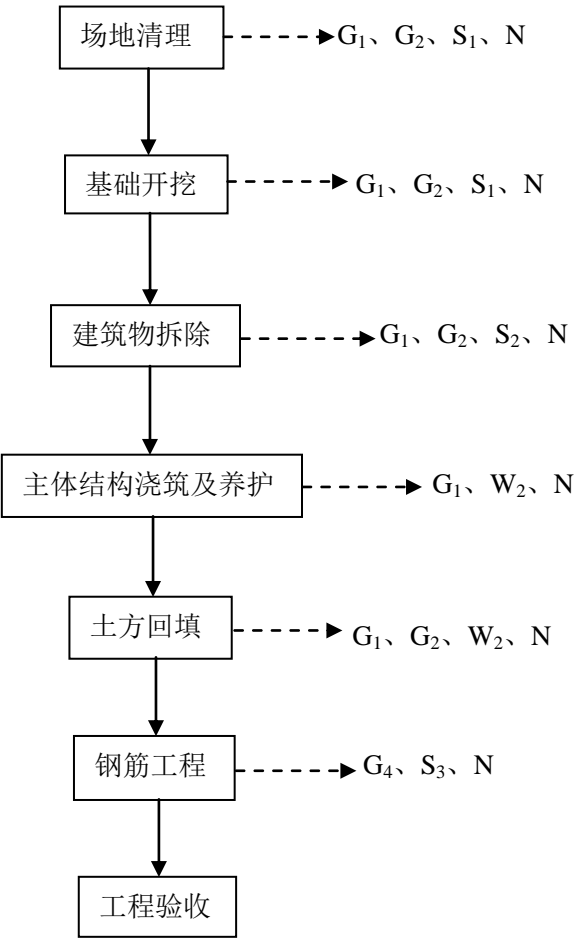 场地清理 G₁、G₂、S₁、N
基础开挖 G₁、G₂、S₁、N
建筑物拆除 G₁、G₂、S₂、N
主体结构浇筑及养护 G₁、W₂、N
土方回填 G₁、G₂、W₂、N
钢筋工程 G₄、S₃、N
工程验收